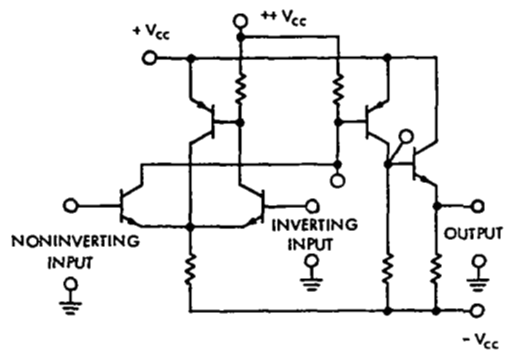 ++ Vcc
+ Vcc
NONINVERTING
INPUT
INVERTING
INPUT
OUTPUT
- Vcc